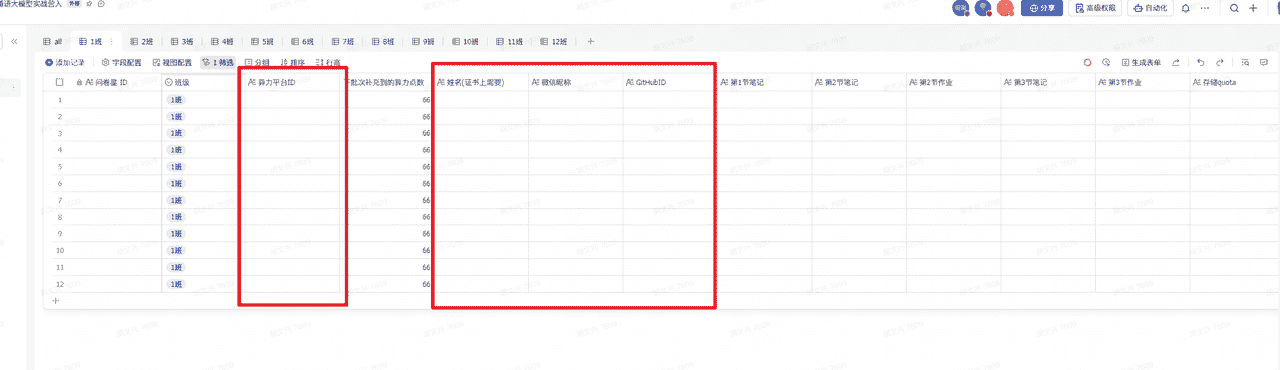 大模型实战营入 外部
分享 高级权限 自动化
all 1班 2班 3班 4班 5班 6班 7班 8班 9班 10班 11班 12班
添加记录 字段配置 视图配置 1 筛选 分组 排序 行高 生成表单
问卷星 ID 班级 算力平台ID 批次补充到的算力点数 姓名(证书上需要) 微信昵称 GitHubID 第1节笔记 第2节笔记 第2节作业 第3节笔记 第3节作业 存储quota
1 1班 66
2 1班 66
3 1班 66
4 1班 66
5 1班 66
6 1班 66
7 1班 66
8 1班 66
9 1班 66
10 1班 66
11 1班 66
12 1班 66